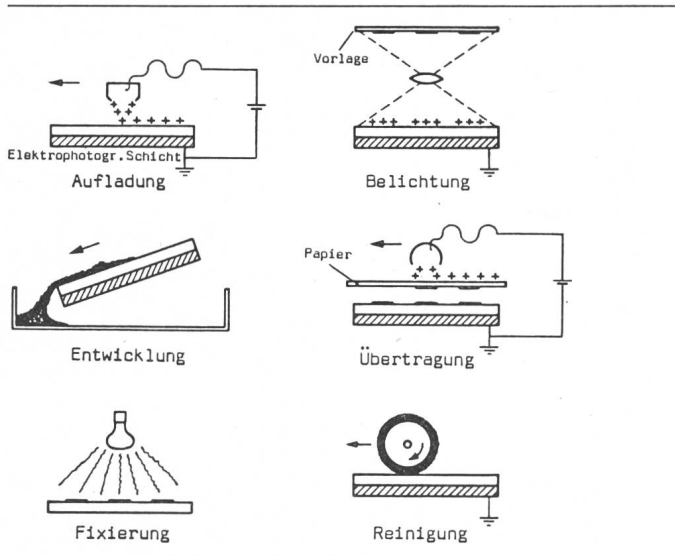 Vorlage
Elektrophotogr.Schicht
Aufladung
Belichtung
Papier
Entwicklung
Übertragung
Fixierung
Reinigung